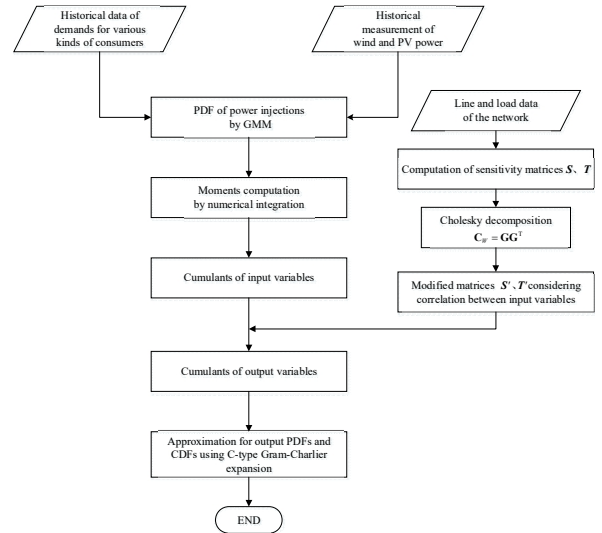 Historical data of
demands for various
kinds of consumers
Historical
measurement of
wind and PV power
PDF of power injections
by GMM
Line and load data
of the network
Moments computation
by numerical integration
Computation of sensitivity matrices S、T
Cholesky decomposition
C_W = GG^T
Cumulants of input variables
Modified matrices S'、T'considering
correlation between input variables
Cumulants of output variables
Approximation for output PDFs and
CDFs using C-type Gram-Charlier
expansion
END